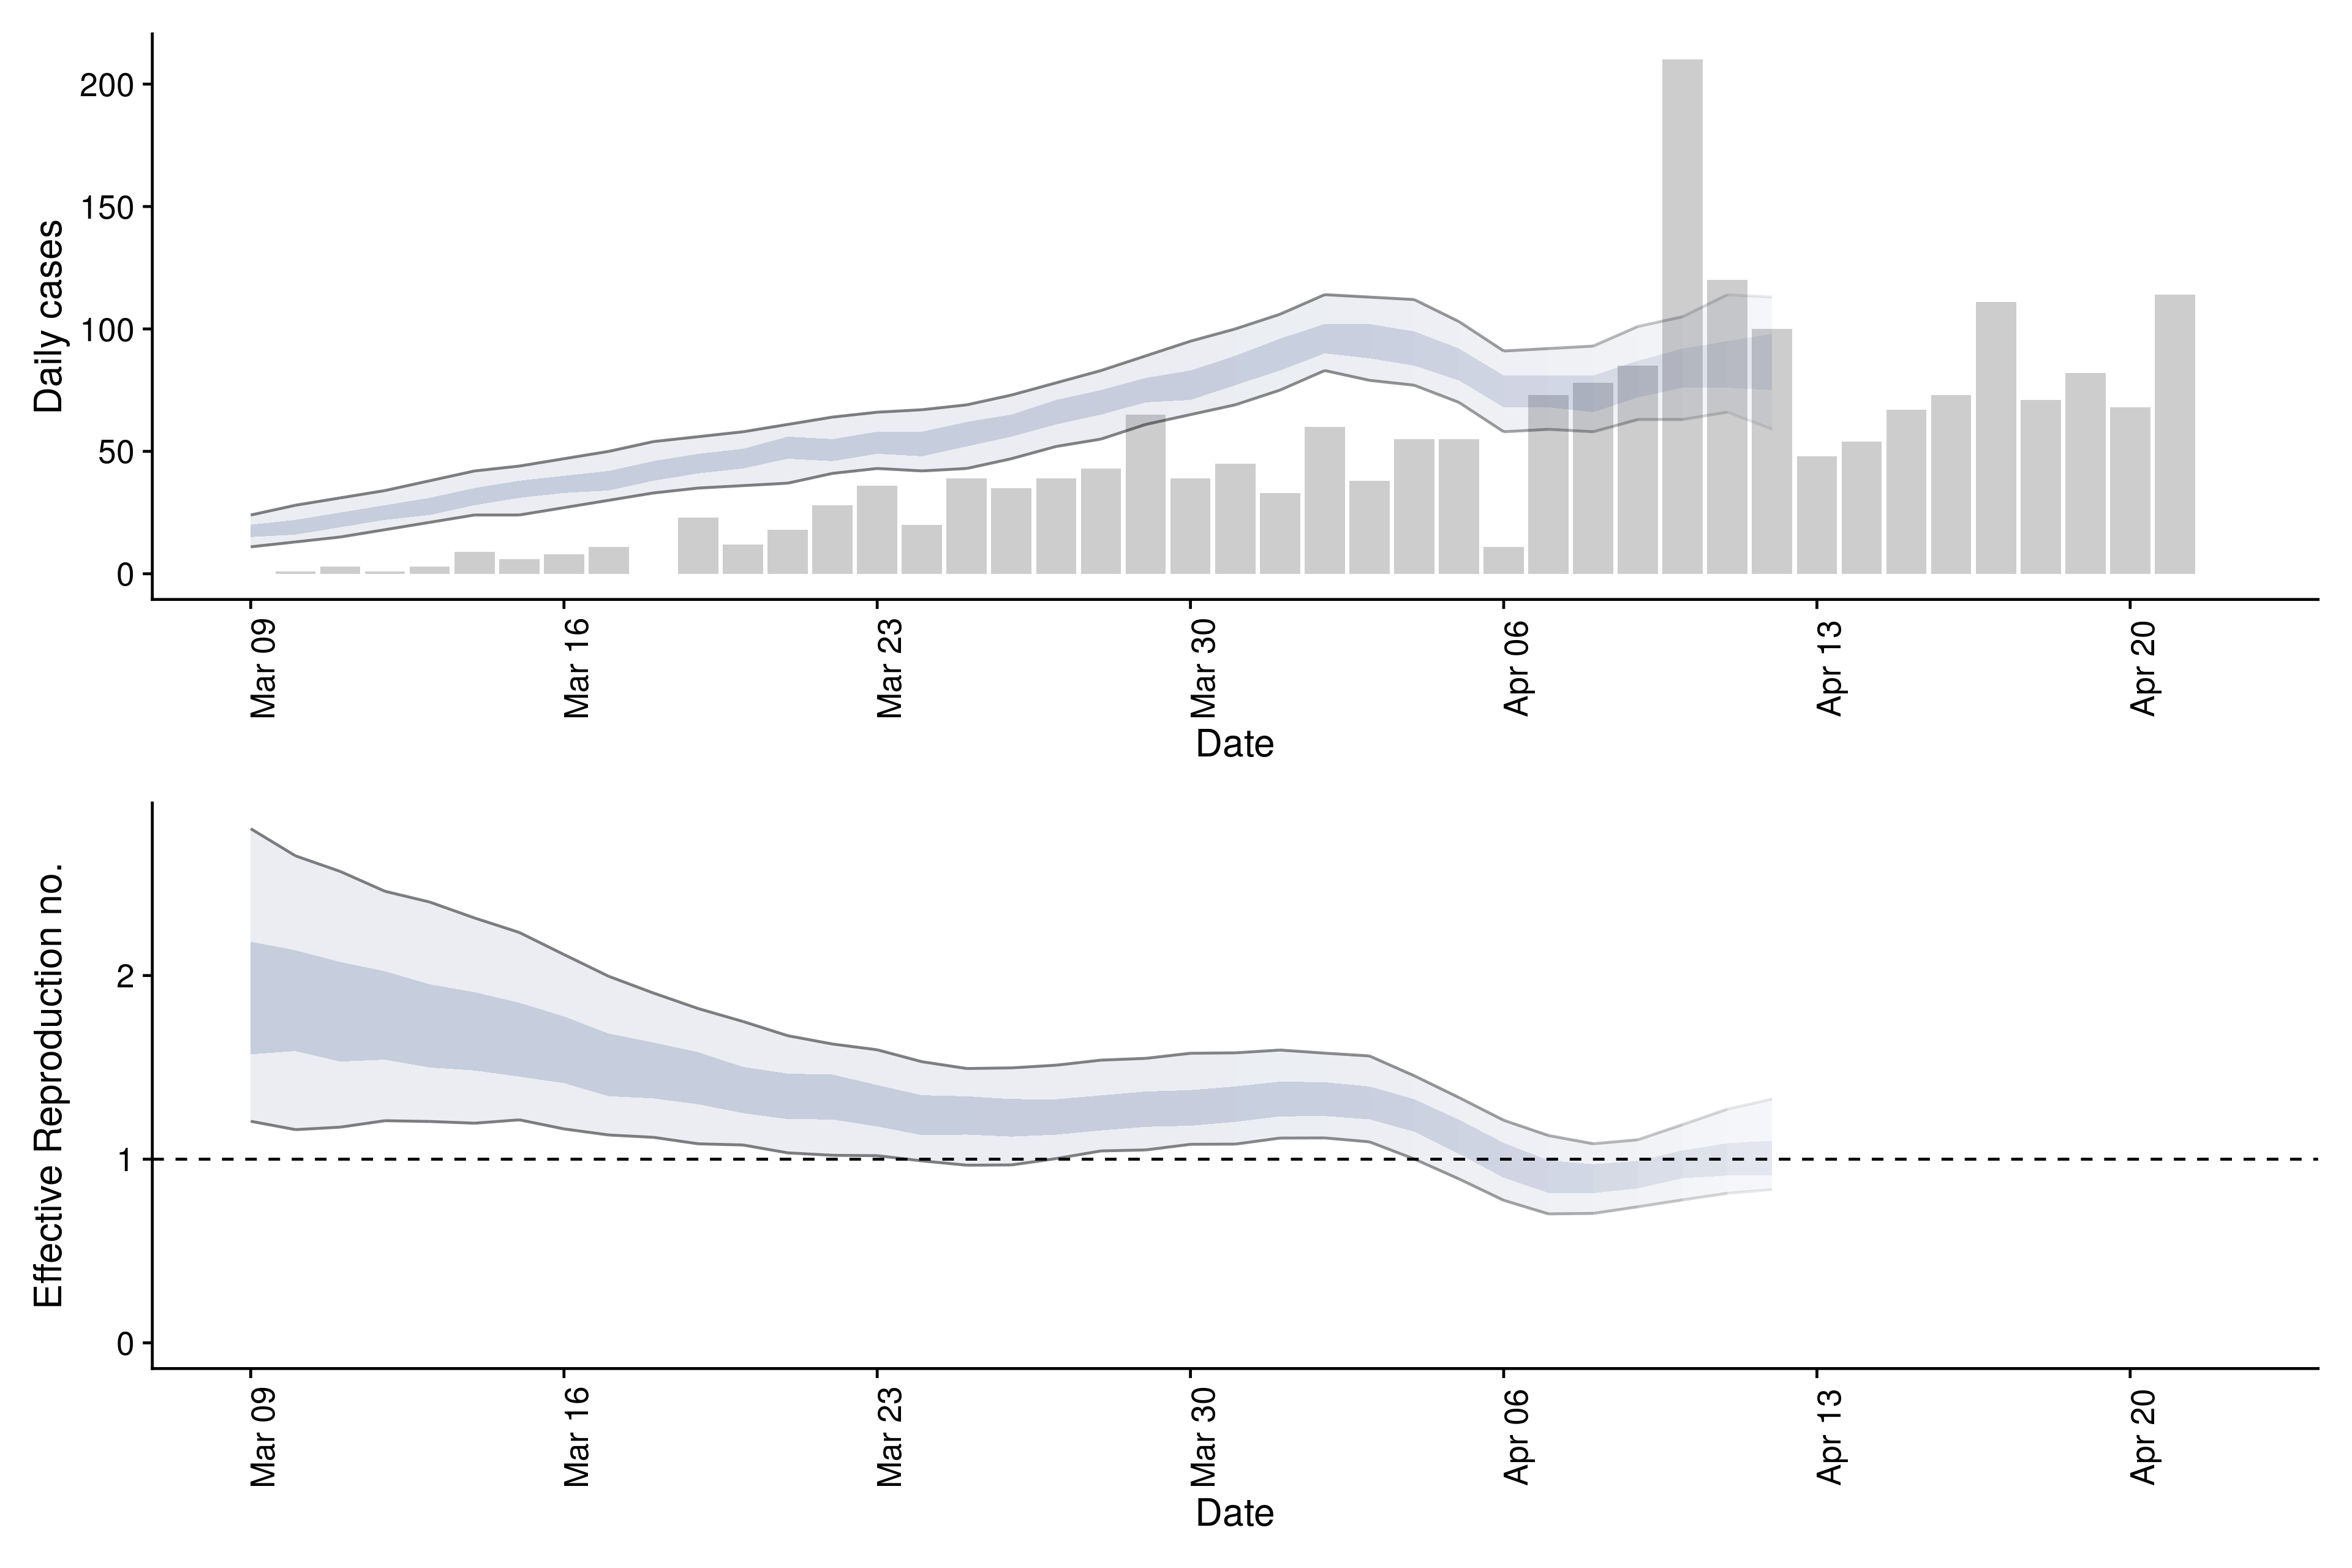 Daily cases
200
150
100
50
0
Mar 09
Mar 16
Mar 23
Mar 30
Apr 06
Apr 13
Apr 20
Date
Effective Reproduction no.
2
1
0
Mar 09
Mar 16
Mar 23
Mar 30
Apr 06
Apr 13
Apr 20
Date